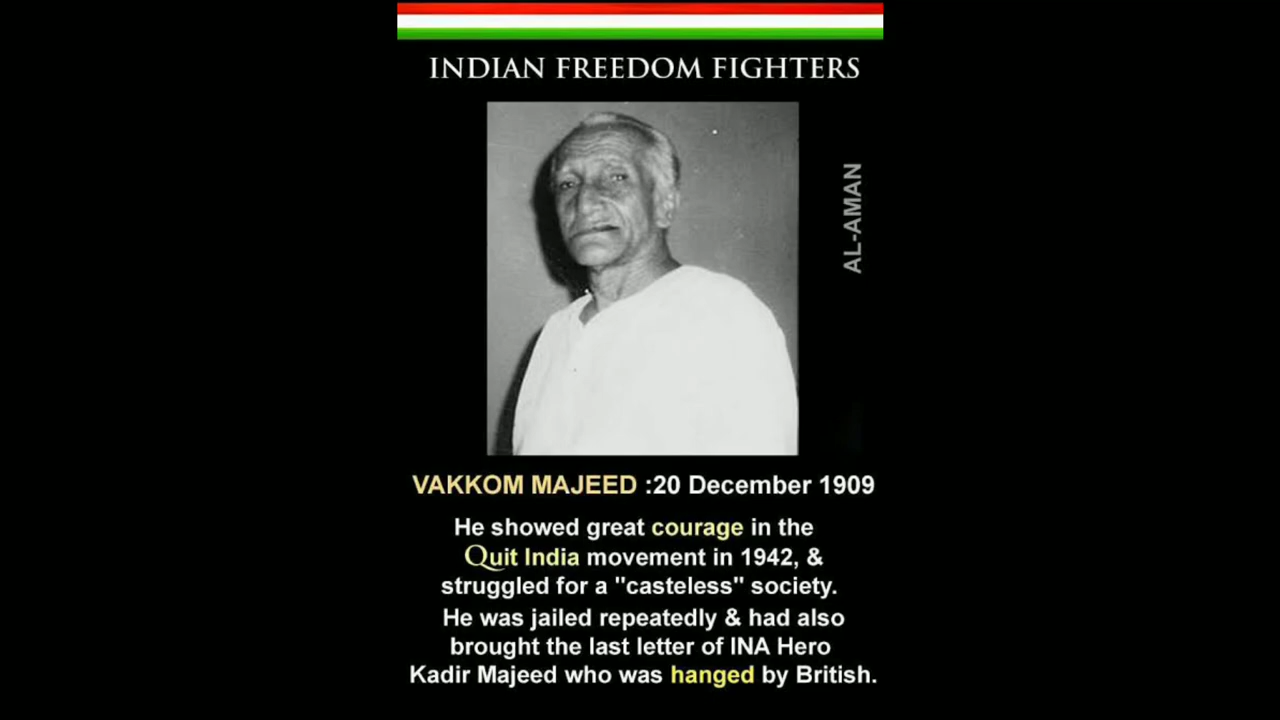 INDIAN FREEDOM FIGHTERS
AL-AMAN
VAKKOM MAJEED :20 December 1909
He showed great courage in the
Quit India movement in 1942, &
struggled for a "casteless" society.
He was jailed repeatedly & had also
brought the last letter of INA Hero
Kadir Majeed who was hanged by British.